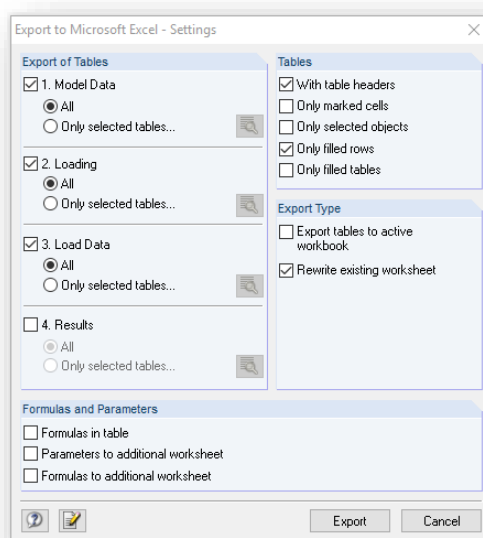 Export to Microsoft Excel - Settings
Export of Tables
1. Model Data
All
Only selected tables...
2. Loading
All
Only selected tables...
3. Load Data
All
Only selected tables...
4. Results
All
Only selected tables...
Tables
With table headers
Only marked cells
Only selected objects
Only filled rows
Only filled tables
Export Type
Export tables to active
workbook
Rewrite existing worksheet
Formulas and Parameters
Formulas in table
Parameters to additional worksheet
Formulas to additional worksheet
Export
Cancel